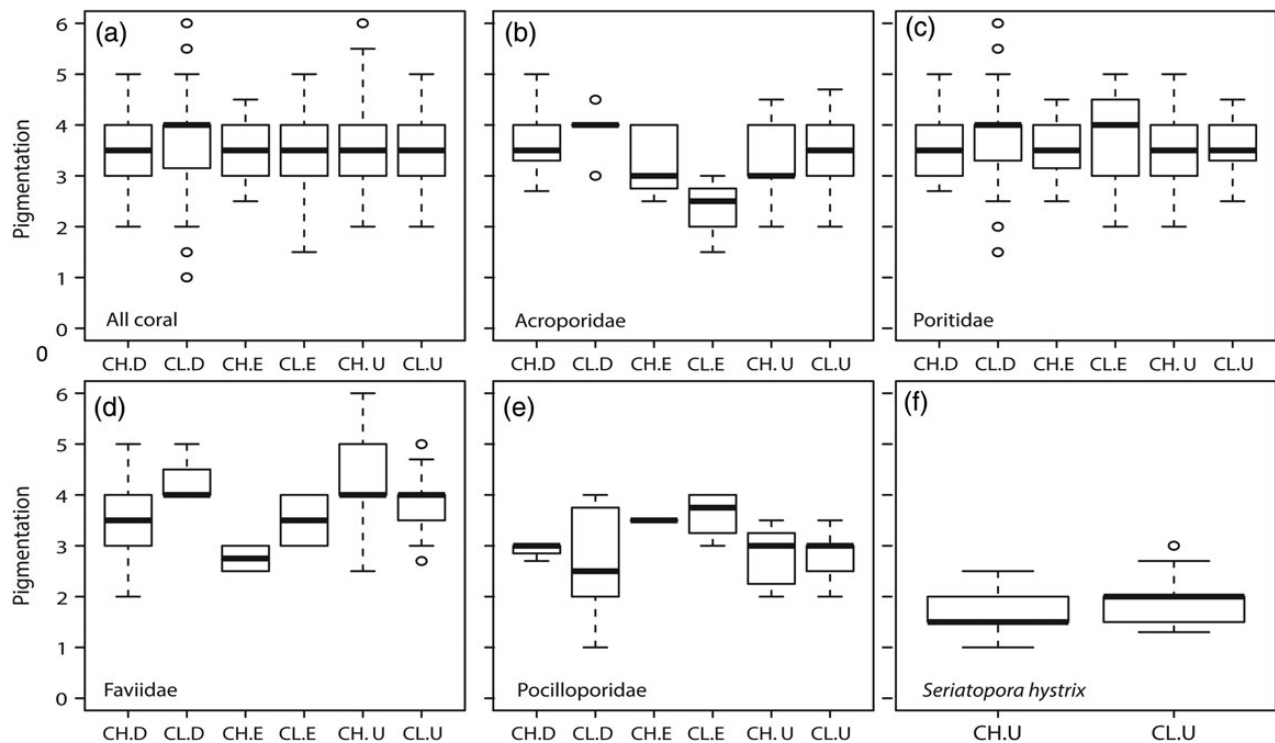 (a)
(b)
(c)
Pigmentation
6
5
4
3
2
1
0
0
All coral
Acroporidae
Poritidae
CH.D CL.D CH.E CL.E CH. U CL.U
CH.D CL.D CH.E CL.E CH. U CL.U
CH.D CL.D CH.E CL.E CH. U CL.U
(d)
(e)
(f)
Pigmentation
6
5
4
3
2
1
0
Faviidae
Pocilloporidae
Seriatopora hystrix
CH.D CL.D CH.E CL.E CH. U CL.U
CH.D CL.D CH.E CL.E CH. U CL.U
CH.U CL.U